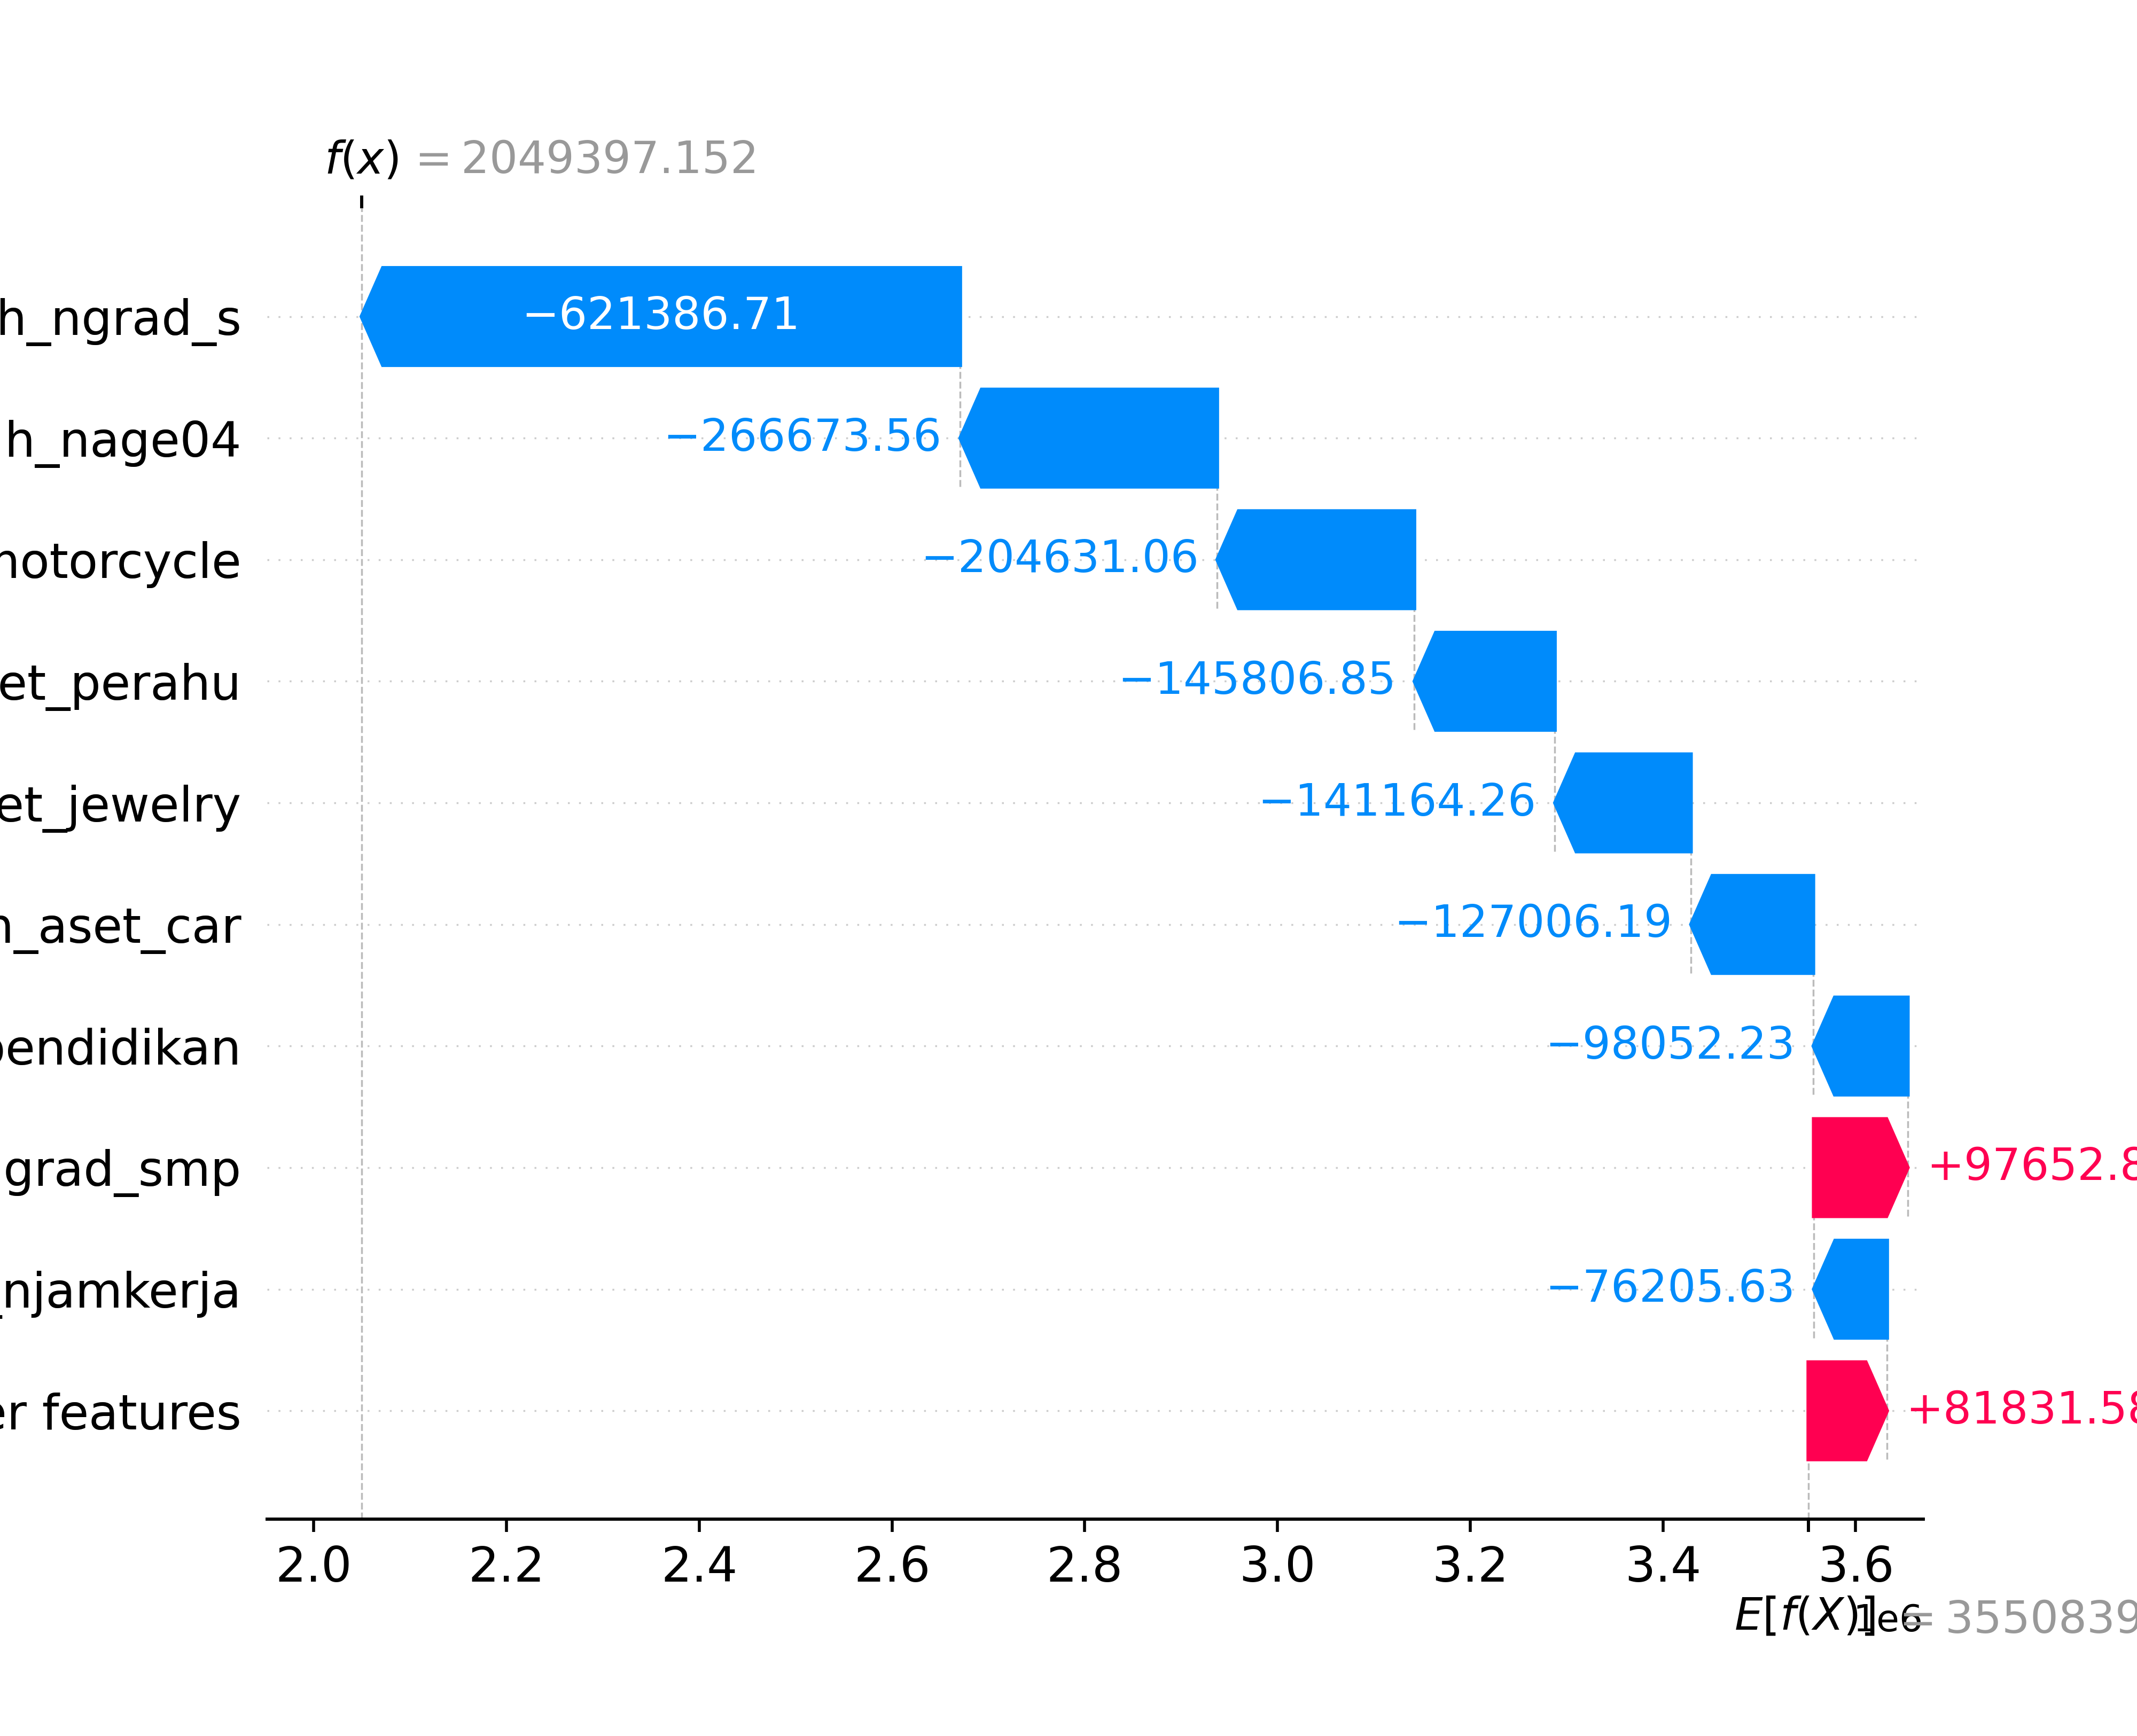 f(x) = 2049397.152
h_ngrad_s −621386.71
h_nage04 −266673.56
motorcycle −204631.06
et_perahu −145806.85
et_jewelry −141164.26
_aset_car −127006.19
pendidikan −98052.23
grad_smp +97652.8
njamkerja −76205.63
er features +81831.58
2.0 2.2 2.4 2.6 2.8 3.0 3.2 3.4 3.6
E[f(X)] = 3550839
1e6